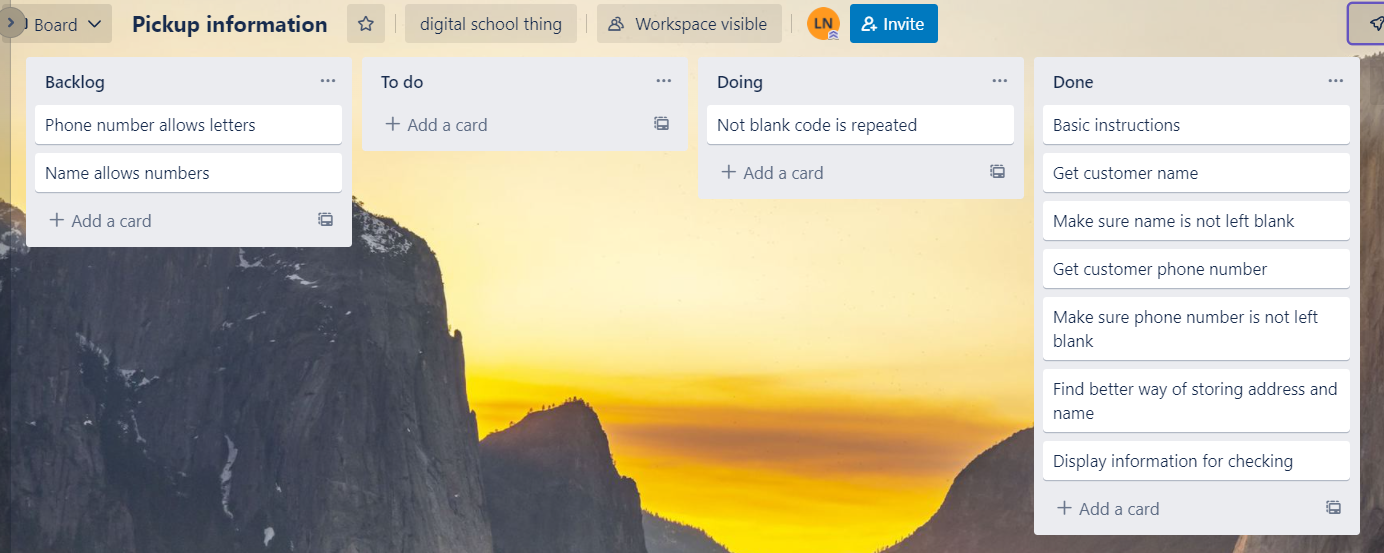 Board
Pickup information
digital school thing
Workspace visible
LN
Invite
Backlog
Phone number allows letters
Name allows numbers
+ Add a card
To do
+ Add a card
Doing
Not blank code is repeated
+ Add a card
Done
Basic instructions
Get customer name
Make sure name is not left blank
Get customer phone number
Make sure phone number is not left
blank
Find better way of storing address and
name
Display information for checking
+ Add a card